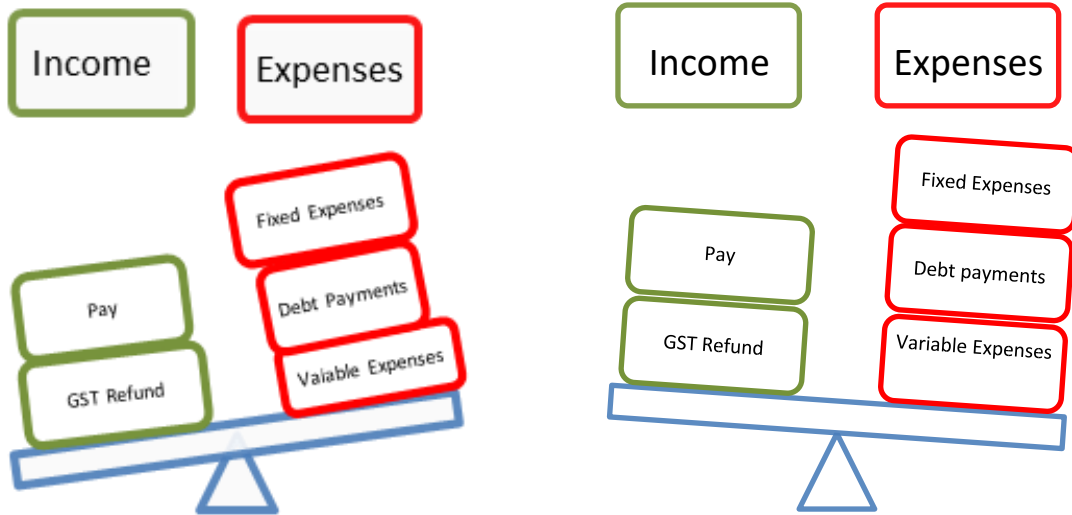 Income
Expenses
Fixed Expenses
Pay
Debt Payments
GST Refund
Vaiable Expenses
Income
Expenses
Fixed Expenses
Pay
Debt payments
GST Refund
Variable Expenses